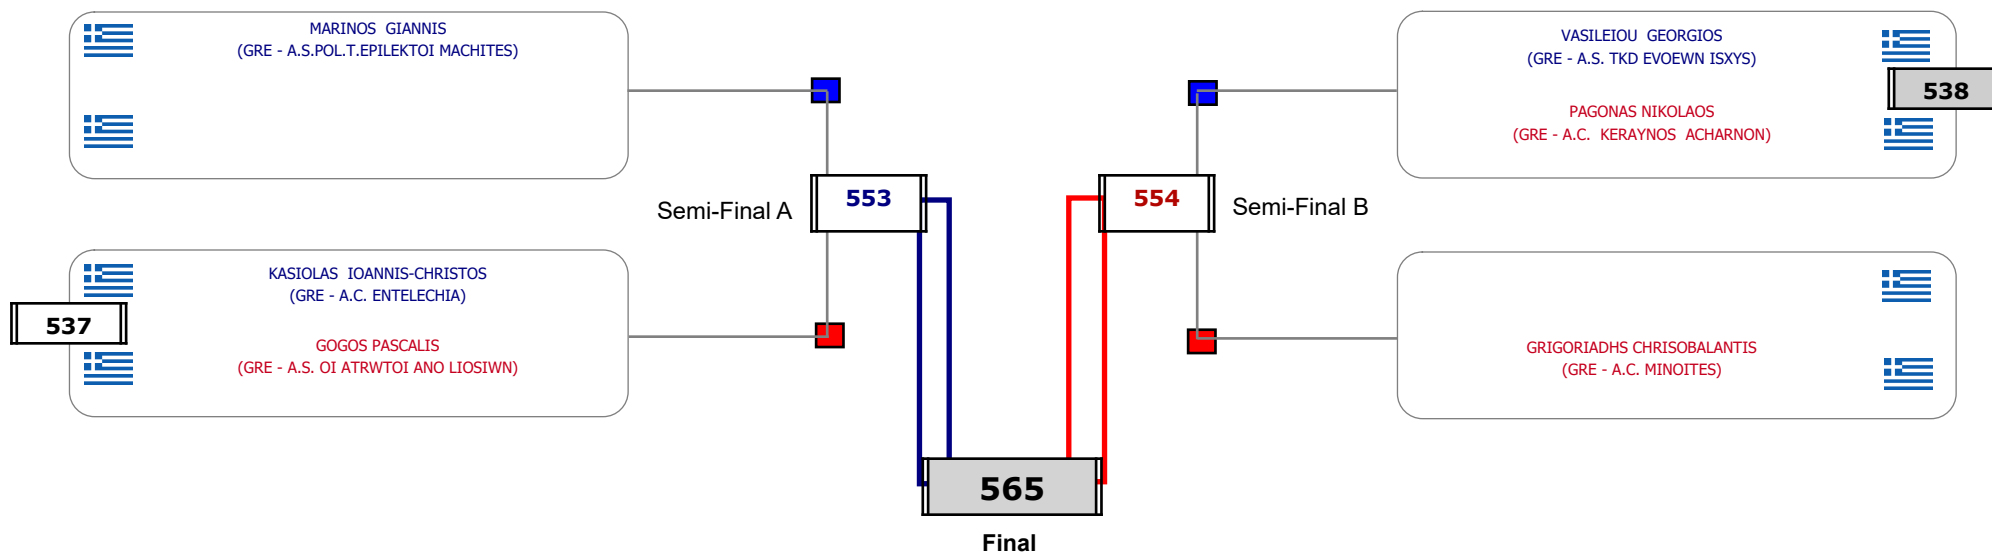 MARINOS GIANNIS
(GRE - A.S.POL.T.EPILEKTOI MACHITES)
VASILEIOU GEORGIOS
(GRE - A.S. TKD EVOEWN ISXYS)
538
PAGONAS NIKOLAOS
(GRE - A.C. KERAYNOS ACHARNON)
Semi-Final A
553
554
Semi-Final B
KASIOLAS IOANNIS-CHRISTOS
(GRE - A.C. ENTELECHIA)
537
GOGOS PASCALIS
(GRE - A.S. OI ATRWTOI ANO LIOSIWN)
GRIGORIADHS CHRISOBALANTIS
(GRE - A.C. MINOITES)
565
Final